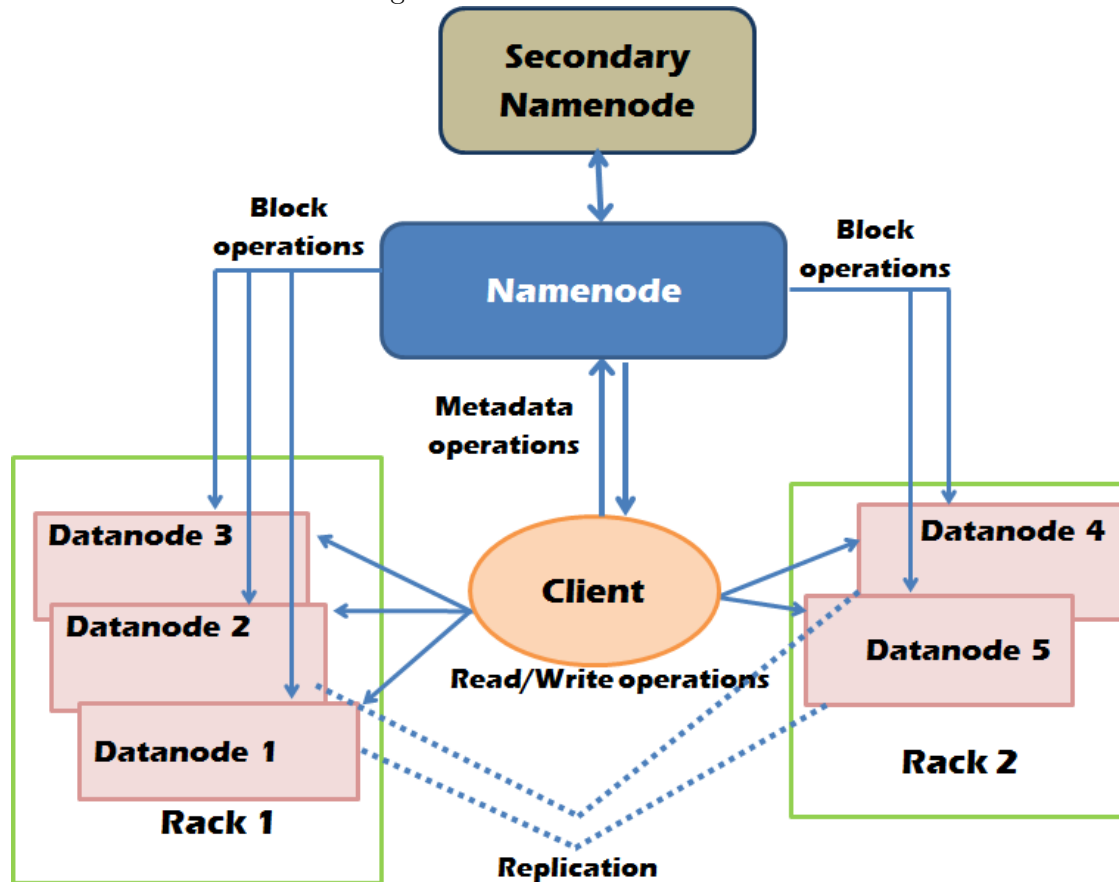 g
Secondary
Namenode
Block
operations
Namenode
Block
operations
Metadata
operations
Datanode 3
Datanode 2
Datanode 1
Rack 1
Client
Read/Write operations
Datanode 4
Datanode 5
Rack 2
Replication